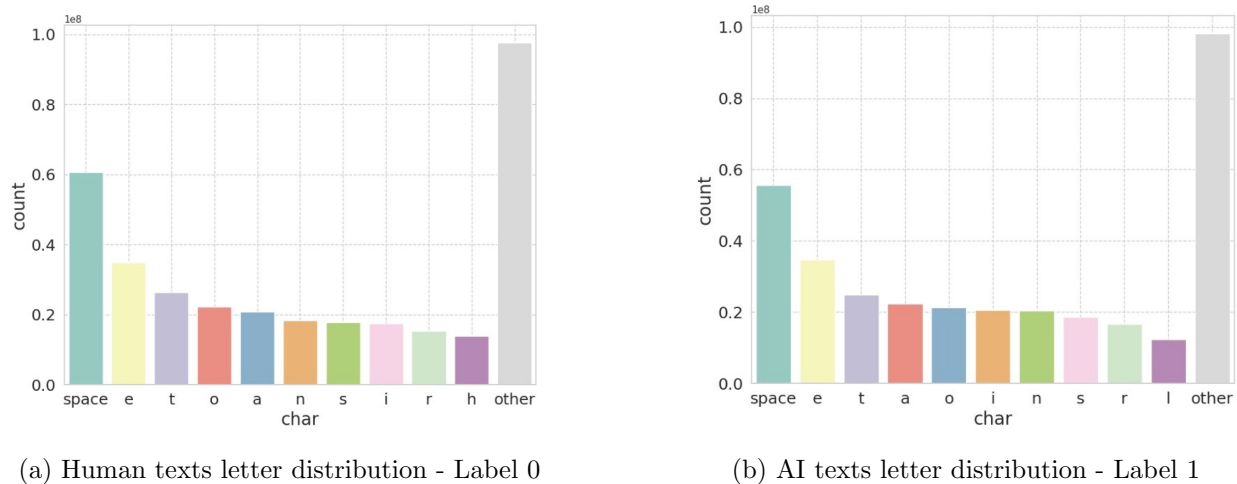 1e8
1.0
0.8
0.6
0.4
0.2
0.0
count
space e t o a n s i r h other
char
(a) Human texts letter distribution - Label 0
1e8
1.0
0.8
0.6
0.4
0.2
0.0
count
space e t a o i n s r l other
char
(b) AI texts letter distribution - Label 1